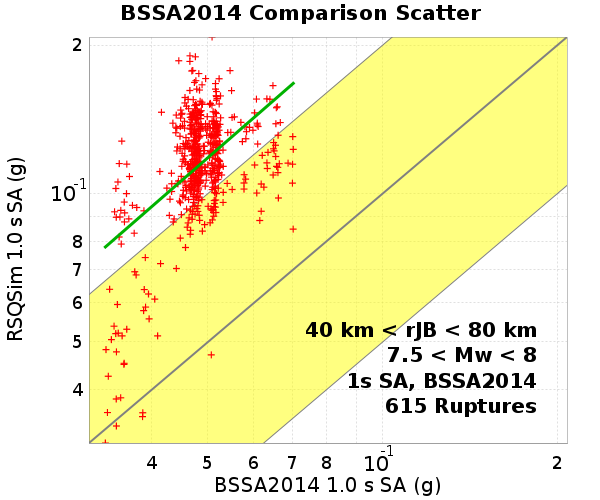 BSSA2014 Comparison Scatter
RSQSim 1.0 s SA (g)
2
10⁻¹
8
7
6
5
4
40 km < rJB < 80 km
7.5 < Mw < 8
1s SA, BSSA2014
615 Ruptures
4 5 6 7 8 10⁻¹ 2
BSSA2014 1.0 s SA (g)